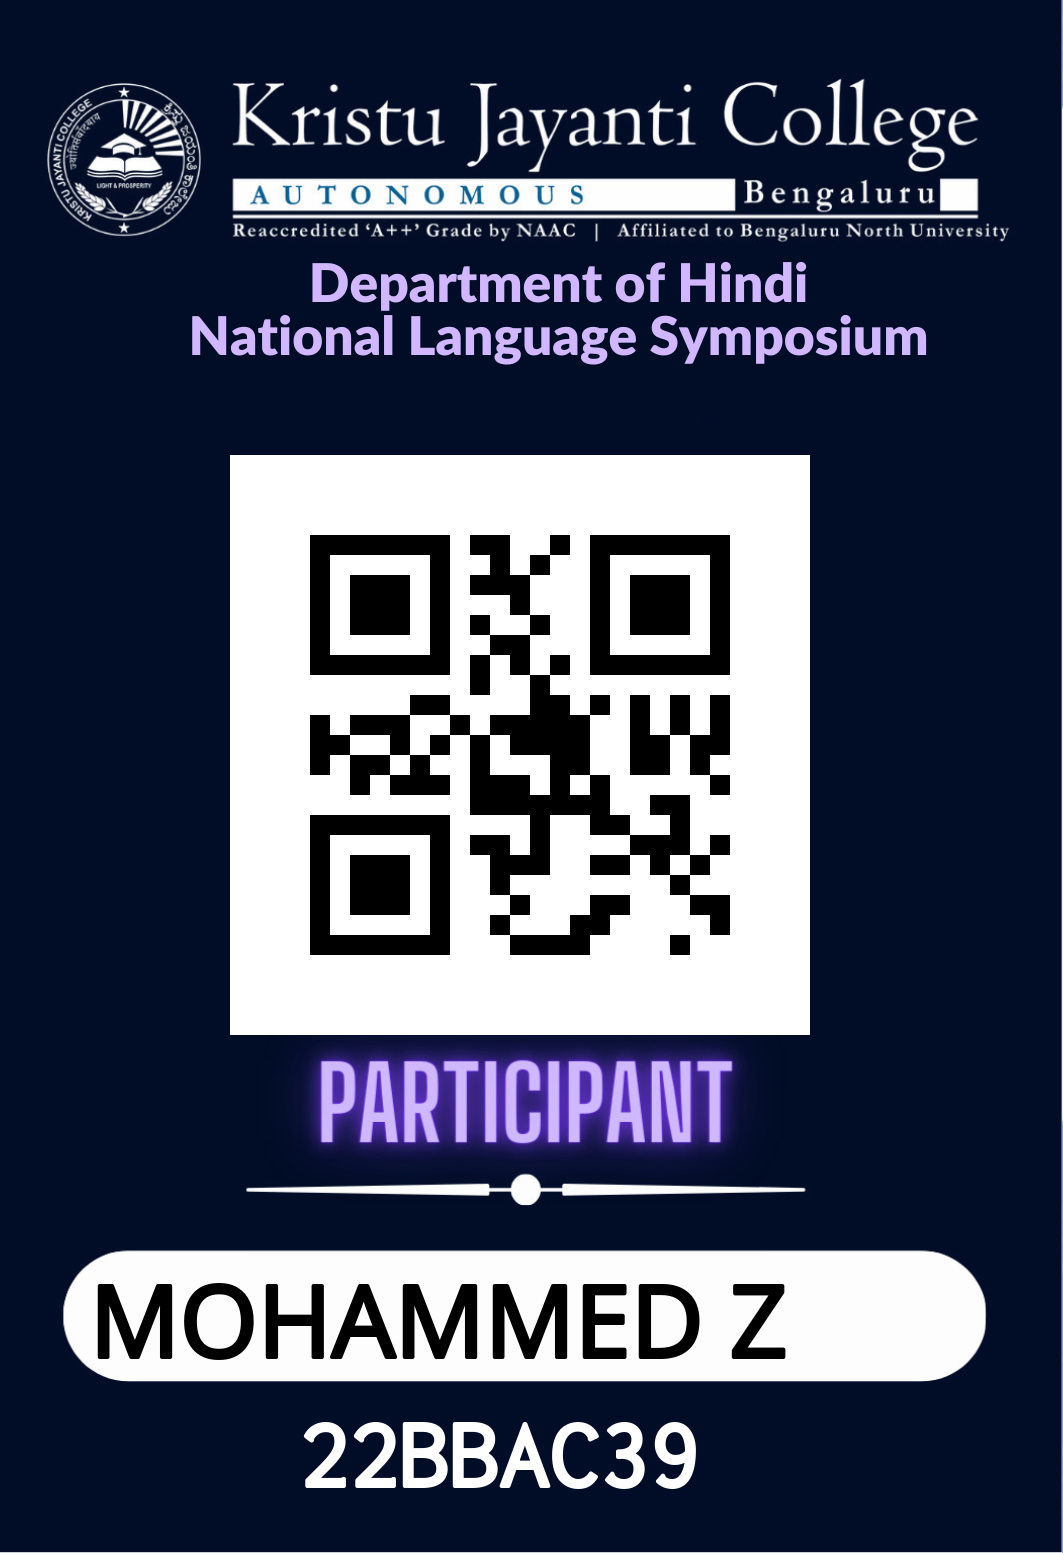 KRISTU JAYANTI COLLEGE
ಕ್ರಿಸ್ತು ಜಯಂತಿ ಕಾಲೇಜು
LIGHT & PROSPERITY
Kristu Jayanti College
AUTONOMOUS Bengaluru
Reaccredited ‘A++’ Grade by NAAC | Affiliated to Bengaluru North University
Department of Hindi
National Language Symposium
PARTICIPANT
MOHAMMED Z
22BBAC39